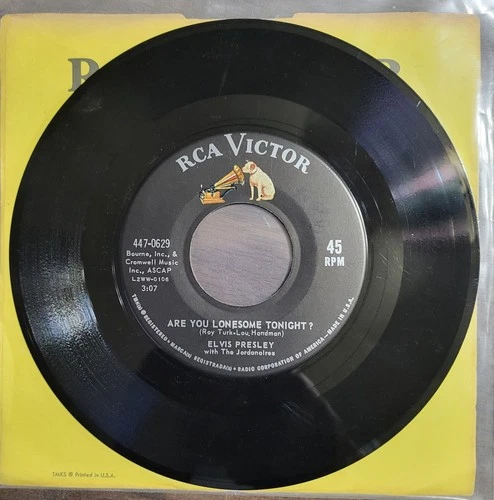 RCA VICTOR
447-0629
Bourne, Inc., &
Cromwell Music
Inc., ASCAP
L2WW-0106
3:07
45
RPM
ARE YOU LONESOME TONIGHT?
(Roy Turk-Lou Handman)
ELVIS PRESLEY
with The Jordanaires
TMK(S) ® REGISTERED • MARCA(S) REGISTRADA(S) • RADIO CORPORATION OF AMERICA—MADE IN U.S.A.
TMKS ® Printed in U.S.A.